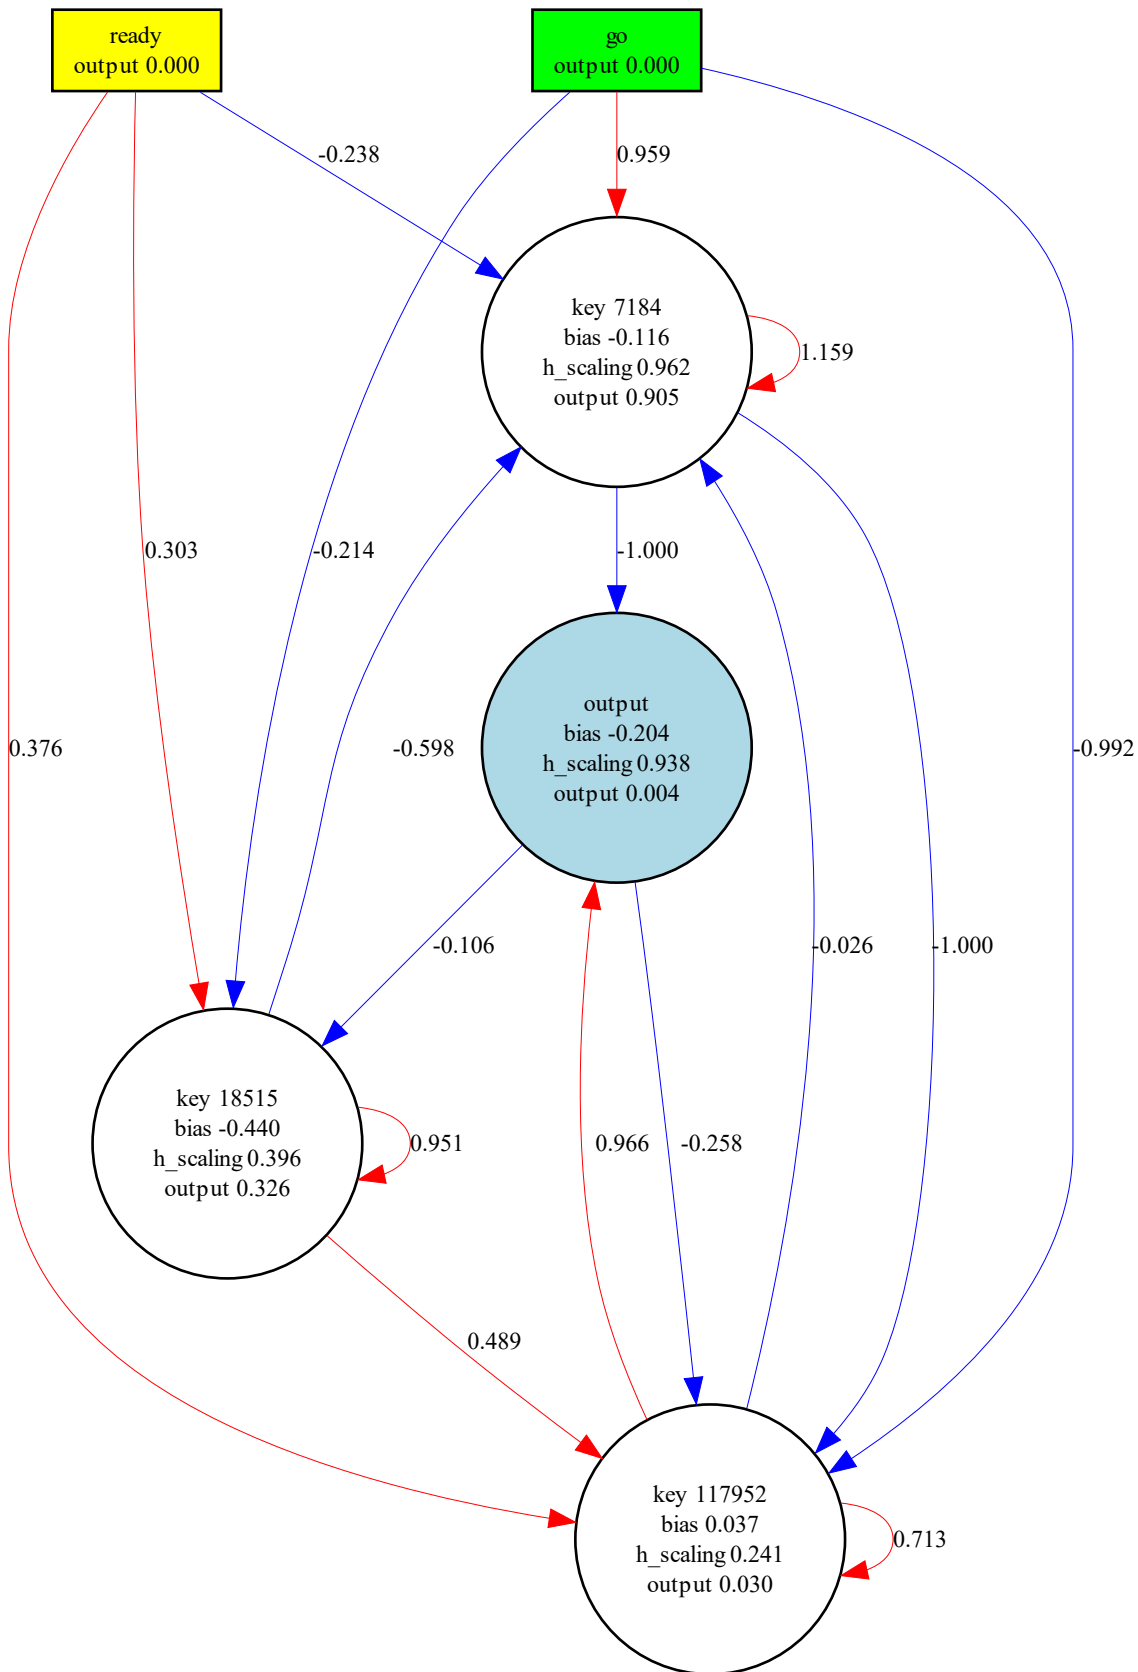 ready
output 0.000
go
output 0.000
-0.238
0.959
key 7184
bias -0.116
h_scaling 0.962
output 0.905
1.159
0.303
-0.214
-1.000
output
bias -0.204
h_scaling 0.938
output 0.004
0.376
-0.598
-0.992
-0.106
-0.026
-1.000
key 18515
bias -0.440
h_scaling 0.396
output 0.326
0.951
0.966
-0.258
0.489
key 117952
bias 0.037
h_scaling 0.241
output 0.030
0.713